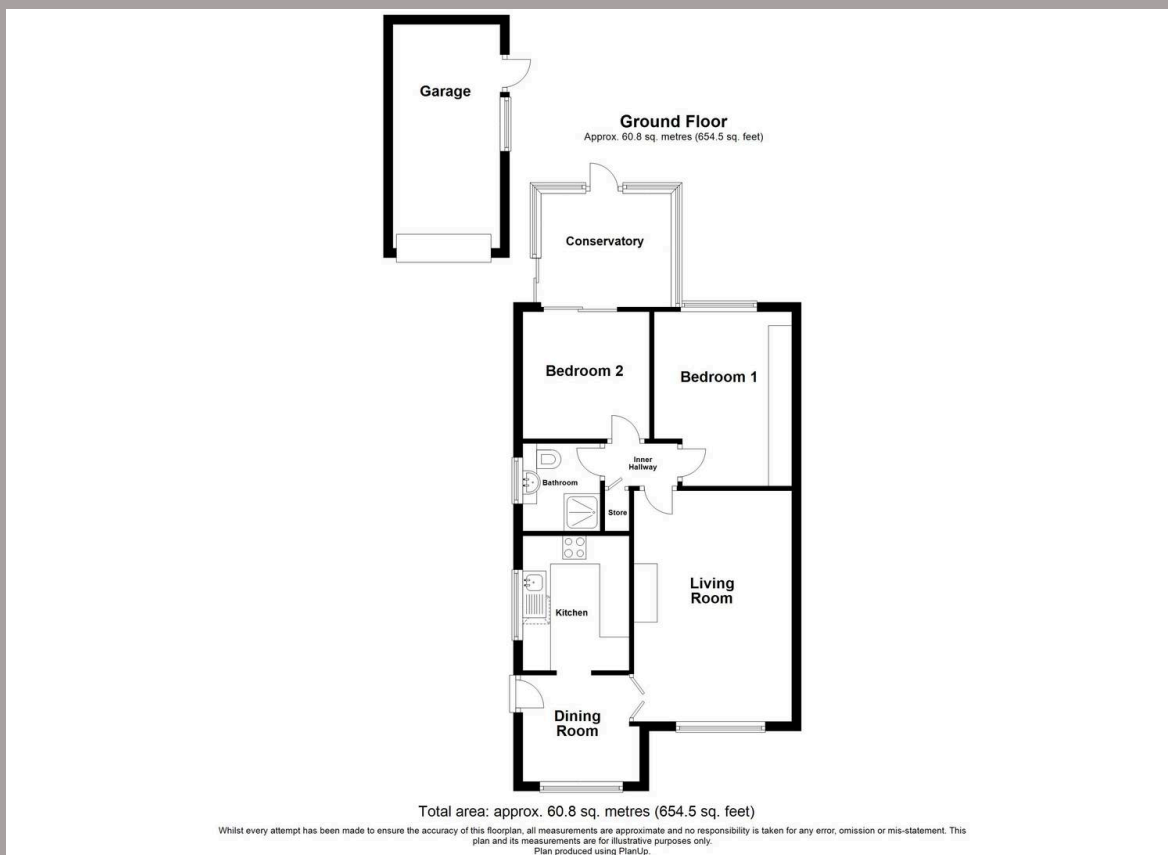 Garage
Ground Floor
Approx. 60.8 sq. metres (654.5 sq. feet)
Conservatory
Bedroom 2
Bedroom 1
Inner
Hallway
Bathroom
Store
Living
Room
Kitchen
Dining
Room
Total area: approx. 60.8 sq. metres (654.5 sq. feet)
Whilst every attempt has been made to ensure the accuracy of this floorplan, all measurements are approximate and no responsibility is taken for any error, omission or mis-statement. This
plan and its measurements are for illustrative purposes only.
Plan produced using PlanUp.